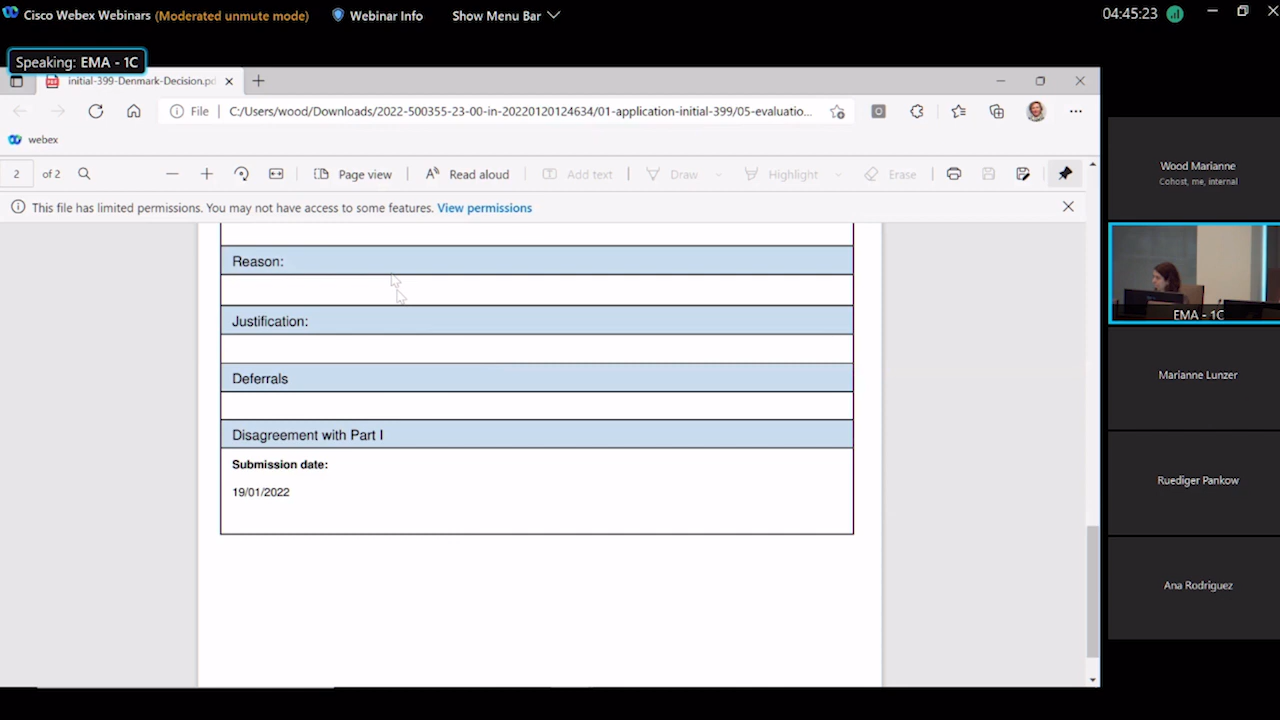 Cisco Webex Webinars (Moderated unmute mode) Webinar Info Show Menu Bar 04:45:23
Speaking: EMA - 1C
initial-399-Denmark-Decision.pd
File C:/Users/wood/Downloads/2022-500355-23-00-in-20220120124634/01-application-initial-399/05-evaluatio...
webex
2 of 2 Page view Read aloud Add text Draw Highlight Erase
This file has limited permissions. You may not have access to some features. View permissions
Reason:
Justification:
Deferrals
Disagreement with Part I
Submission date:
19/01/2022
Wood Marianne
Cohost, me, internal
EMA - 1C
Marianne Lunzer
Ruediger Pankow
Ana Rodriguez